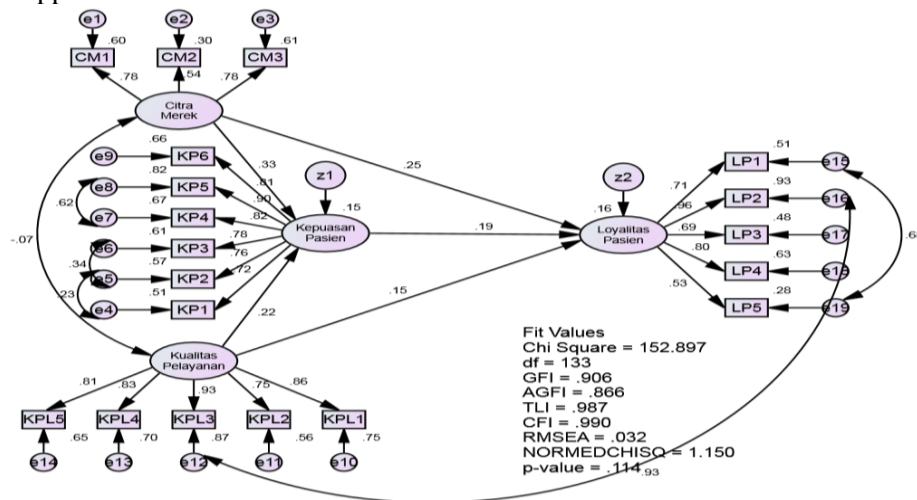 e1 e2 e3
.60 .30 .61
CM1 CM2 CM3
.78 .54 .78
Citra
Merek
.66
e9 KP6
.82 .33 .25
e8 KP5 .81
.67 .90
.62 e7 KP4 .82 z1 .15
.61 .78
-.07 e6 KP3 Kepuasan
Pasien
.19
.34 .57 .76
e5 KP2 .72
.23 .51
e4 KP1
.22 .15
z2
.16
Loyalitas
Pasien
.51
LP1 e15
.71 .93
LP2 e16
.96 .48
.69 LP3 e17
.80 .63
LP4 e18
.53 .28
LP5 e19
Kualitas
Pelayanan
.81 .83 .93 .75 .86
KPL5 KPL4 KPL3 KPL2 KPL1
.65 .70 .87 .56 .75
e14 e13 e12 e11 e10
Fit Values
Chi Square = 152.897
df = 133
GFI = .906
AGFI = .866
TLI = .987
CFI = .990
RMSEA = .032
NORMEDCHISQ = 1.150
p-value = .114
.93